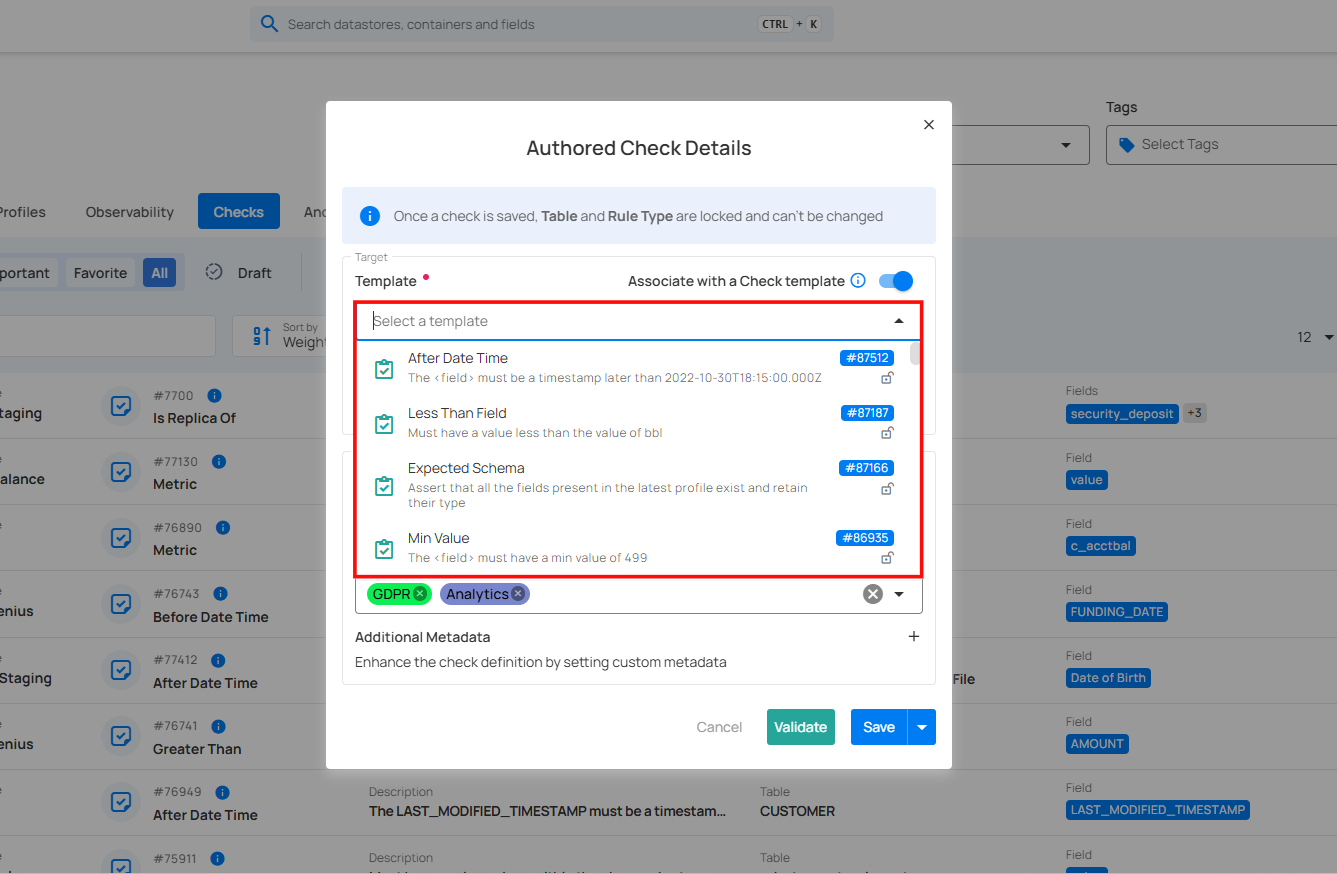 Search datastores, containers and fields
CTRL + K
Tags
Select Tags
Profiles
Observability
Checks
Favorite
All
Draft
Sort by
12
Authored Check Details
Once a check is saved, Table and Rule Type are locked and can't be changed
Target
Template
Associate with a Check template
Select a template
After Date Time
#87512
The <field> must be a timestamp later than 2022-10-30T18:15:00.000Z
Less Than Field
#87187
Must have a value less than the value of bbl
Expected Schema
#87166
Assert that all the fields present in the latest profile exist and retain
their type
Min Value
#86935
The <field> must have a min value of 499
GDPR
Analytics
Additional Metadata
Enhance the check definition by setting custom metadata
Cancel
Validate
Save
#7700
Is Replica Of
Fields
security_deposit +3
#77130
Metric
Field
value
#76890
Metric
Field
c_acctbal
#76743
Before Date Time
Field
FUNDING_DATE
Staging
#77412
After Date Time
File
Field
Date of Birth
#76741
Greater Than
Field
AMOUNT
#76949
After Date Time
Description
The LAST_MODIFIED_TIMESTAMP must be a timestam...
Table
CUSTOMER
Field
LAST_MODIFIED_TIMESTAMP
#75911
Description
Table
Field